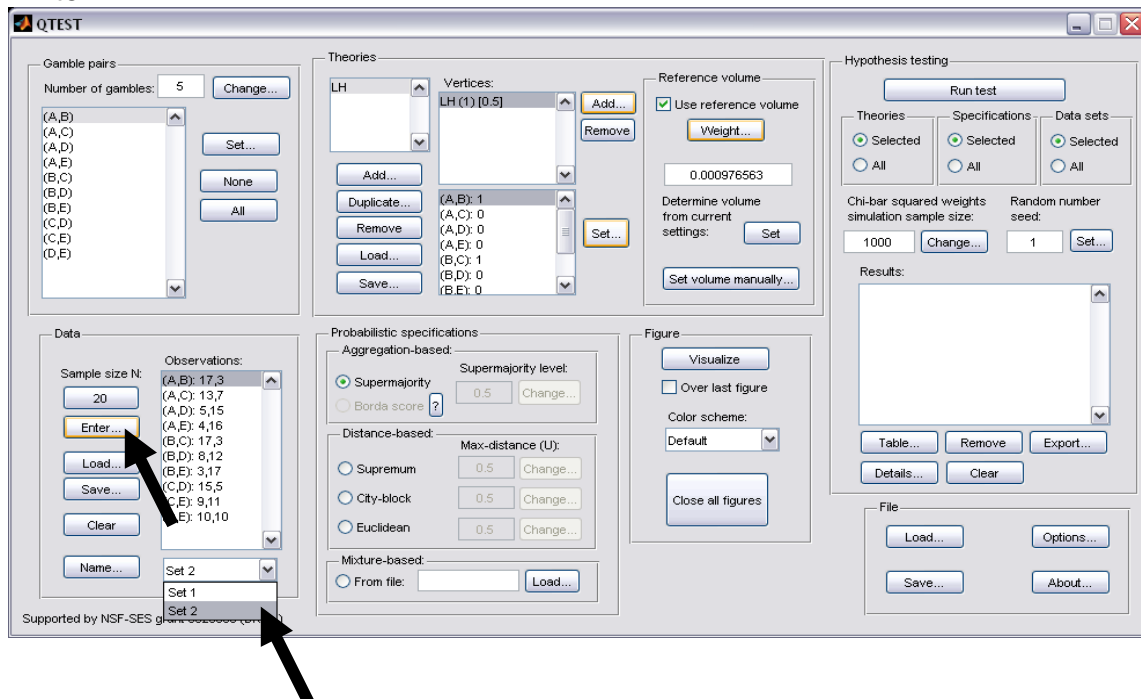 QTEST
Gamble pairs
Number of gambles: 5 Change...
(A,B)
(A,C)
(A,D)
(A,E)
(B,C)
(B,D)
(B,E)
(C,D)
(C,E)
(D,E)
Set...
None
All
Theories
LH
Add...
Duplicate...
Remove
Load...
Save...
Vertices:
LH (1) [0.5]
Add...
Remove
(A,B): 1
(A,C): 0
(A,D): 0
(A,E): 0
(B,C): 1
(B,D): 0
(B,E): 0
Set...
Reference volume
Use reference volume
Weight...
0.000976563
Determine volume
from current
settings: Set
Set volume manually...
Hypothesis testing
Run test
Theories
Selected
All
Specifications
Selected
All
Data sets
Selected
All
Chi-bar squared weights
simulation sample size:
1000 Change...
Random number
seed:
1 Set...
Results:
Table... Remove Export...
Details... Clear
Data
Sample size N:
20
Enter...
Load...
Save...
Clear
Name...
Observations:
(A,B): 17,3
(A,C): 13,7
(A,D): 5,15
(A,E): 4,16
(B,C): 17,3
(B,D): 8,12
(B,E): 3,17
(C,D): 15,5
C,E): 9,11
,E): 10,10
Set 2
Set 1
Set 2
Probabilistic specifications
Aggregation-based:
Supermajority
Borda score ?
Supermajority level:
0.5 Change...
Distance-based:
Max-distance (U):
Supremum 0.5 Change...
City-block 0.5 Change...
Euclidean 0.5 Change...
Mixture-based:
From file: Load...
Figure
Visualize
Over last figure
Color scheme:
Default
Close all figures
File
Load... Options...
Save... About...
Supported by NSF-SES